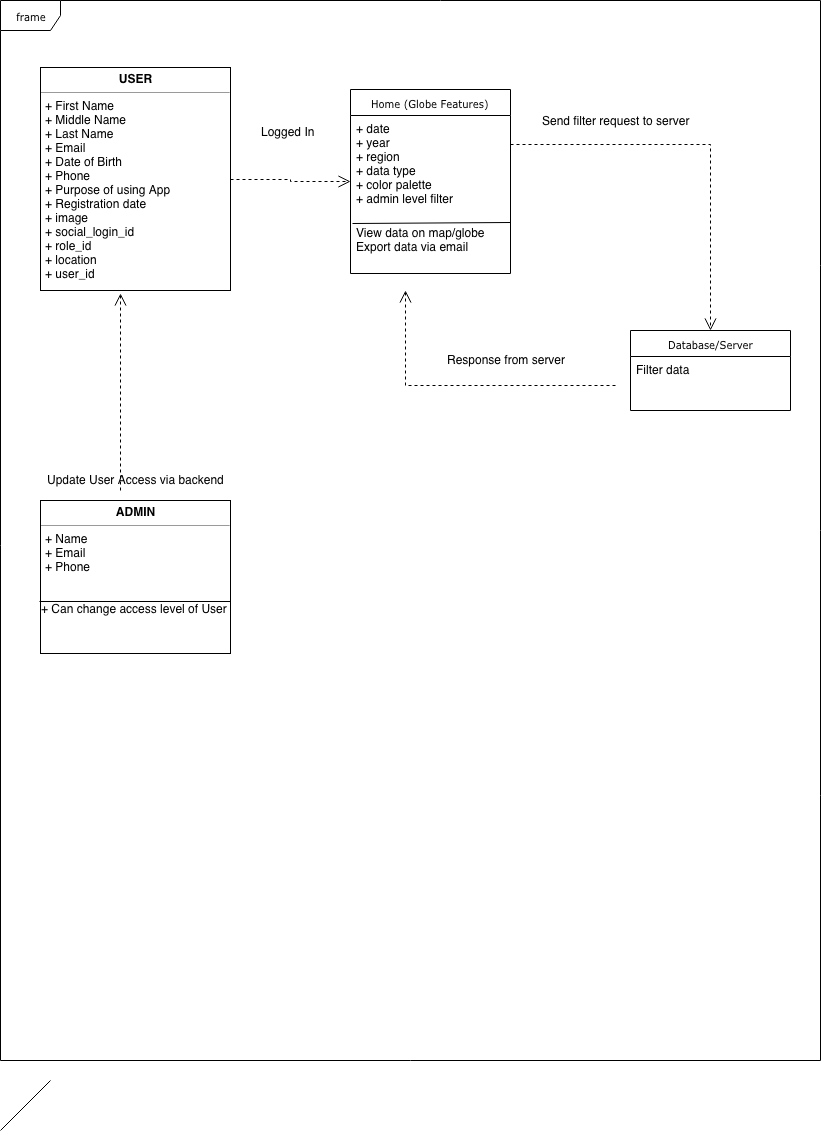 frame
USER
+ First Name
+ Middle Name
+ Last Name
+ Email
+ Date of Birth
+ Phone
+ Purpose of using App
+ Registration date
+ image
+ social_login_id
+ role_id
+ location
+ user_id
Logged In
Home (Globe Features)
+ date
+ year
+ region
+ data type
+ color palette
+ admin level filter
View data on map/globe
Export data via email
Send filter request to server
Database/Server
Filter data
Response from server
Update User Access via backend
ADMIN
+ Name
+ Email
+ Phone
+ Can change access level of User